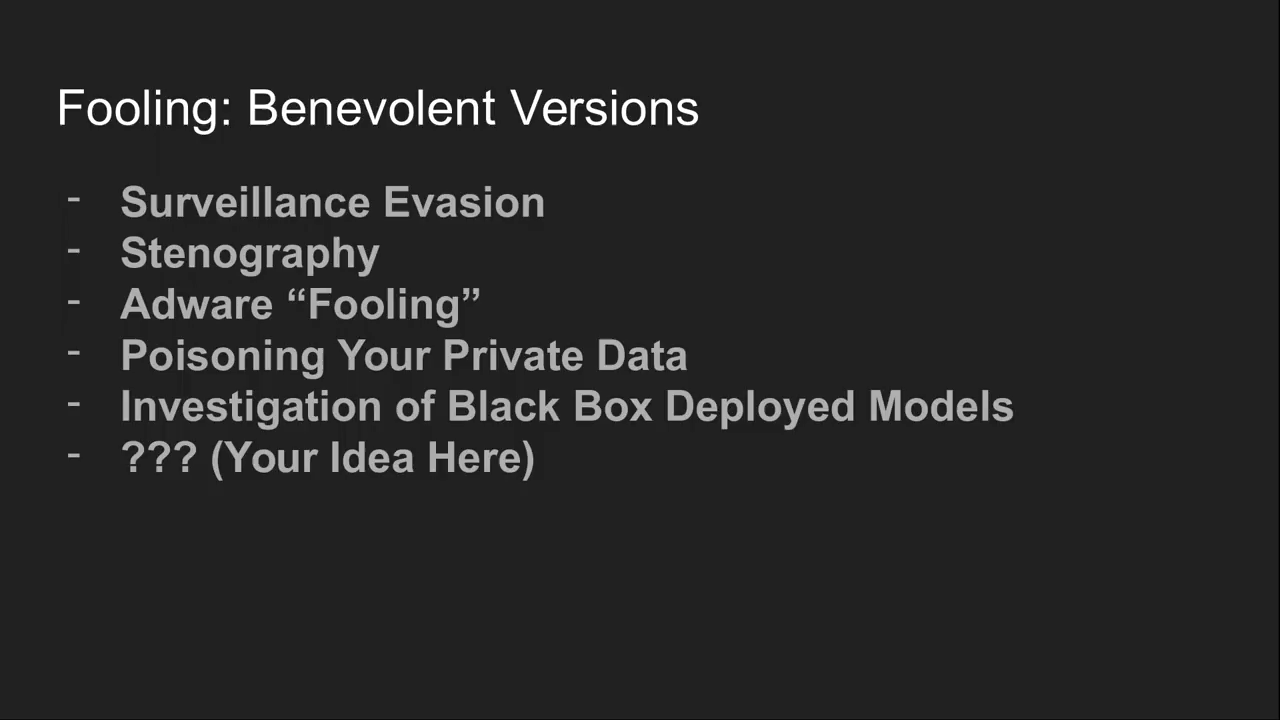 Fooling: Benevolent Versions
- Surveillance Evasion
- Stenography
- Adware “Fooling”
- Poisoning Your Private Data
- Investigation of Black Box Deployed Models
- ??? (Your Idea Here)